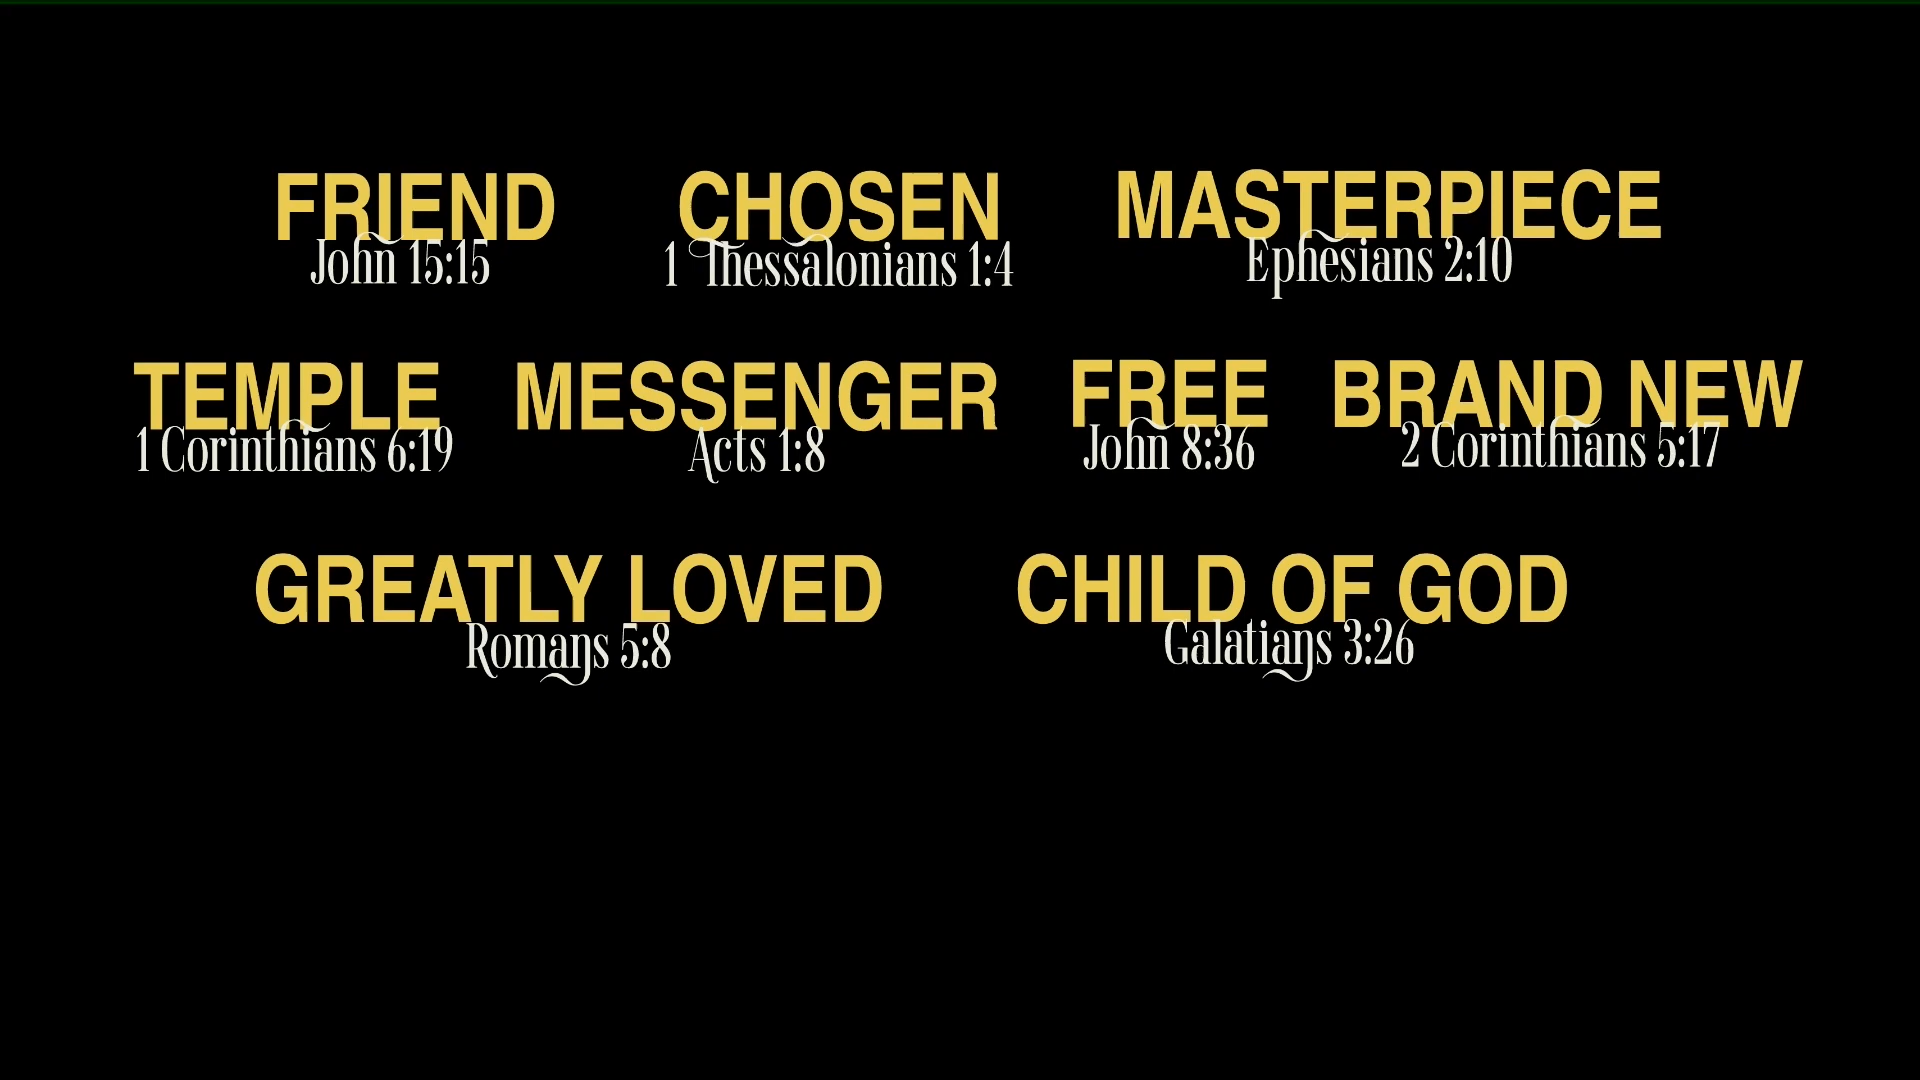 FRIEND CHOSEN MASTERPIECE
John 15:15 1 Thessalonians 1:4 Ephesians 2:10
TEMPLE MESSENGER FREE BRAND NEW
1 Corinthians 6:19 Acts 1:8 John 8:36 2 Corinthians 5:17
GREATLY LOVED CHILD OF GOD
Romans 5:8 Galatians 3:26